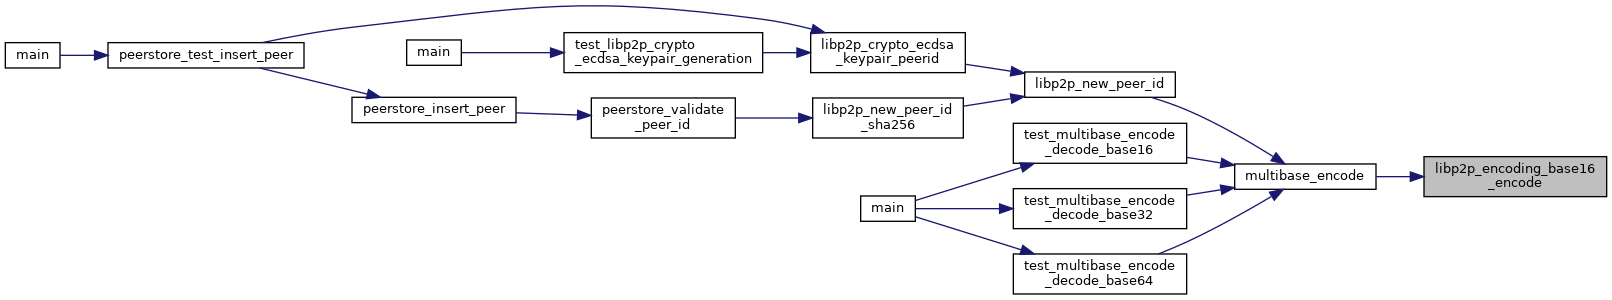 main
peerstore_test_insert_peer
main
test_libp2p_crypto
_ecdsa_keypair_generation
libp2p_crypto_ecdsa
_keypair_peerid
libp2p_new_peer_id
peerstore_insert_peer
peerstore_validate
_peer_id
libp2p_new_peer_id
_sha256
test_multibase_encode
_decode_base16
multibase_encode
libp2p_encoding_base16
_encode
main
test_multibase_encode
_decode_base32
test_multibase_encode
_decode_base64